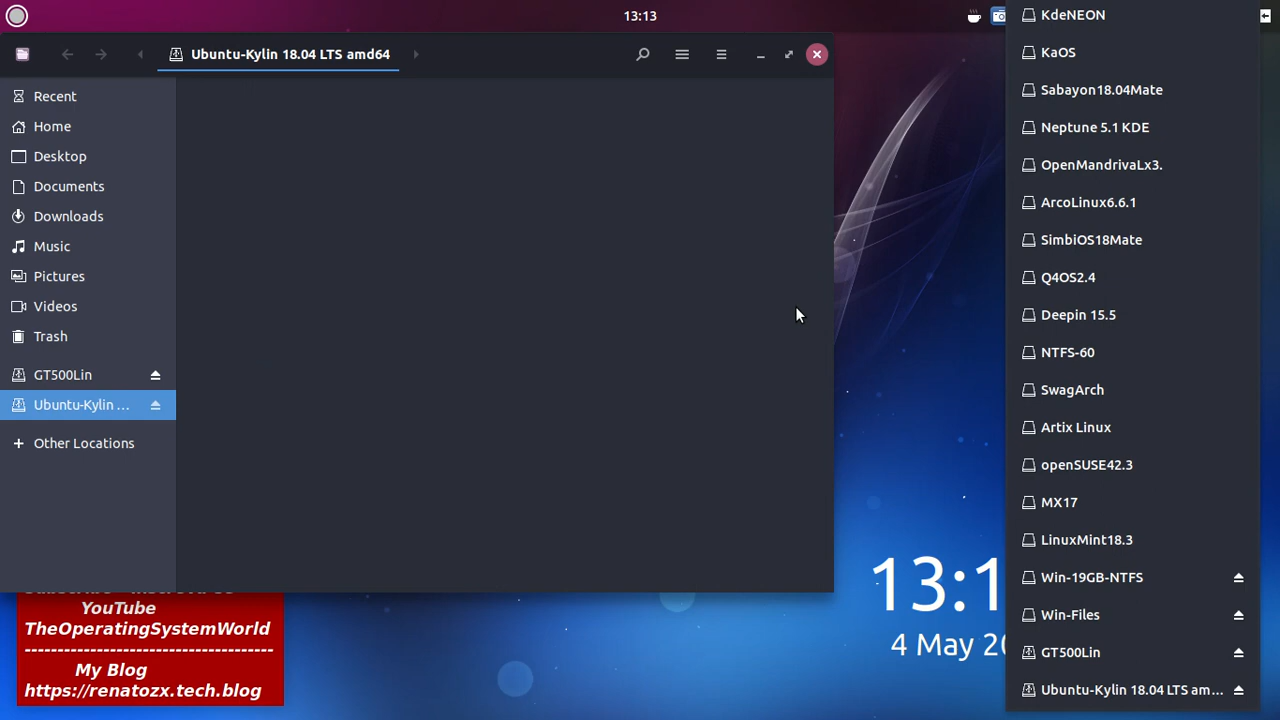 13:13
Ubuntu-Kylin 18.04 LTS amd64
Recent
Home
Desktop
Documents
Downloads
Music
Pictures
Videos
Trash
GT500Lin
Ubuntu-Kylin ...
Other Locations
KdeNEON
KaOS
Sabayon18.04Mate
Neptune 5.1 KDE
OpenMandrivaLx3.
ArcoLinux6.6.1
SimbiOS18Mate
Q4OS2.4
Deepin 15.5
NTFS-60
SwagArch
Artix Linux
openSUSE42.3
MX17
LinuxMint18.3
Win-19GB-NTFS
Win-Files
GT500Lin
Ubuntu-Kylin 18.04 LTS am...
13:1
4 May 20
YouTube
TheOperatingSystemWorld
------------------------------------
My Blog
https://renatozx.tech.blog